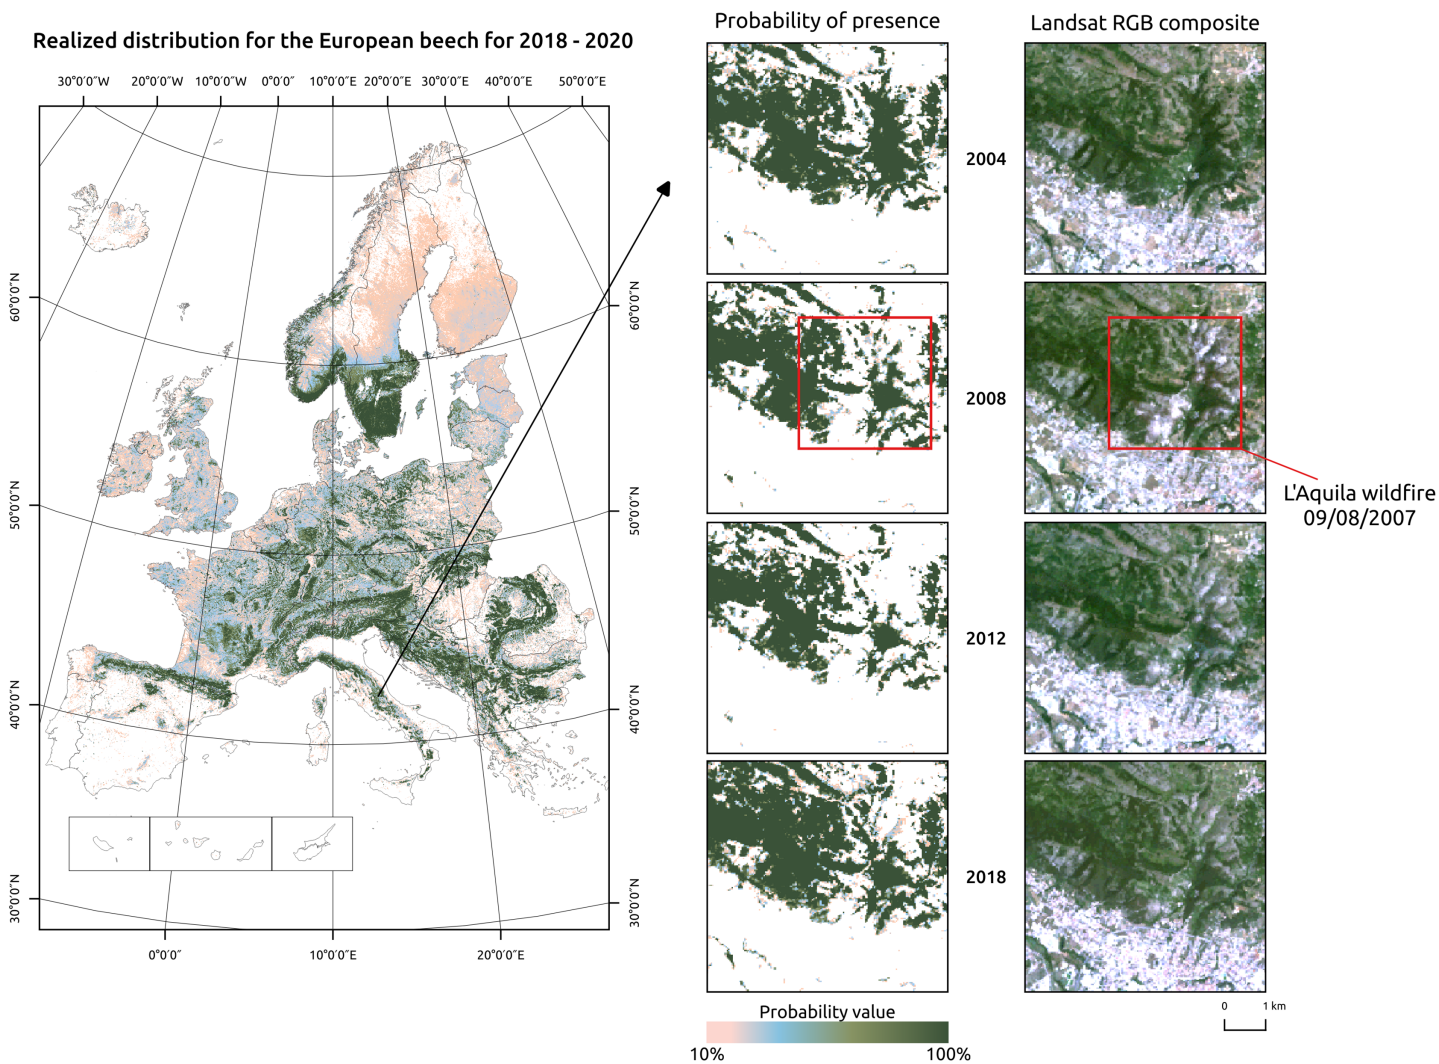 Realized distribution for the European beech for 2018 - 2020
Probability of presence
Landsat RGB composite
30°0'0"W 20°0'0"W 10°0'0"W 0°0'0" 10°0'0"E 20°0'0"E 30°0'0"E 40°0'0"E 50°0'0"E
60°0'0"N
50°0'0"N
40°0'0"N
30°0'0"N
60°0'0"N
50°0'0"N
40°0'0"N
30°0'0"N
0°0'0" 10°0'0"E 20°0'0"E
2004
2008
2012
2018
L'Aquila wildfire
09/08/2007
0 1 km
Probability value
10% 100%